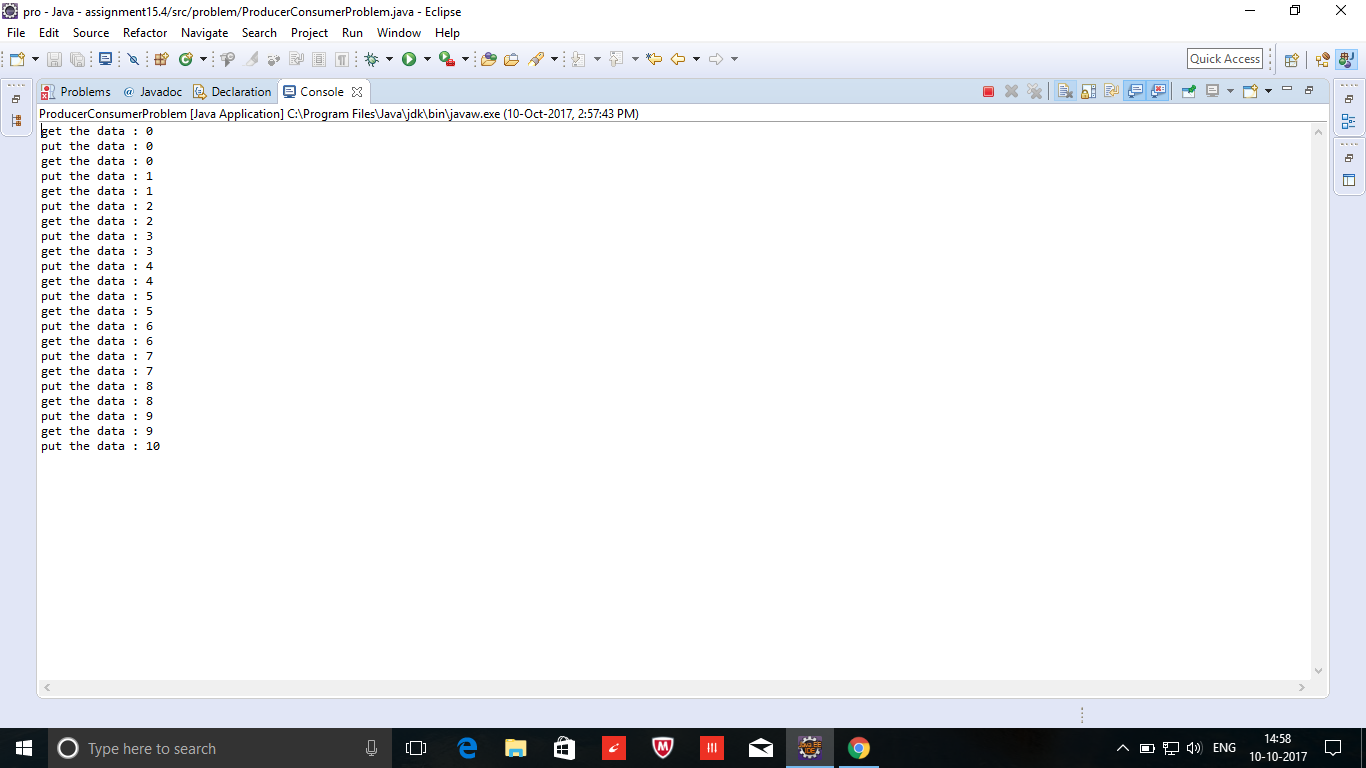 pro - Java - assignment15.4/src/problem/ProducerConsumerProblem.java - Eclipse
File Edit Source Refactor Navigate Search Project Run Window Help
Quick Access
Problems @ Javadoc Declaration Console
ProducerConsumerProblem [Java Application] C:\Program Files\Java\jdk\bin\javaw.exe (10-Oct-2017, 2:57:43 PM)
get the data : 0
put the data : 0
get the data : 0
put the data : 1
get the data : 1
put the data : 2
get the data : 2
put the data : 3
get the data : 3
put the data : 4
get the data : 4
put the data : 5
get the data : 5
put the data : 6
get the data : 6
put the data : 7
get the data : 7
put the data : 8
get the data : 8
put the data : 9
get the data : 9
put the data : 10
Type here to search
ENG
14:58
10-10-2017